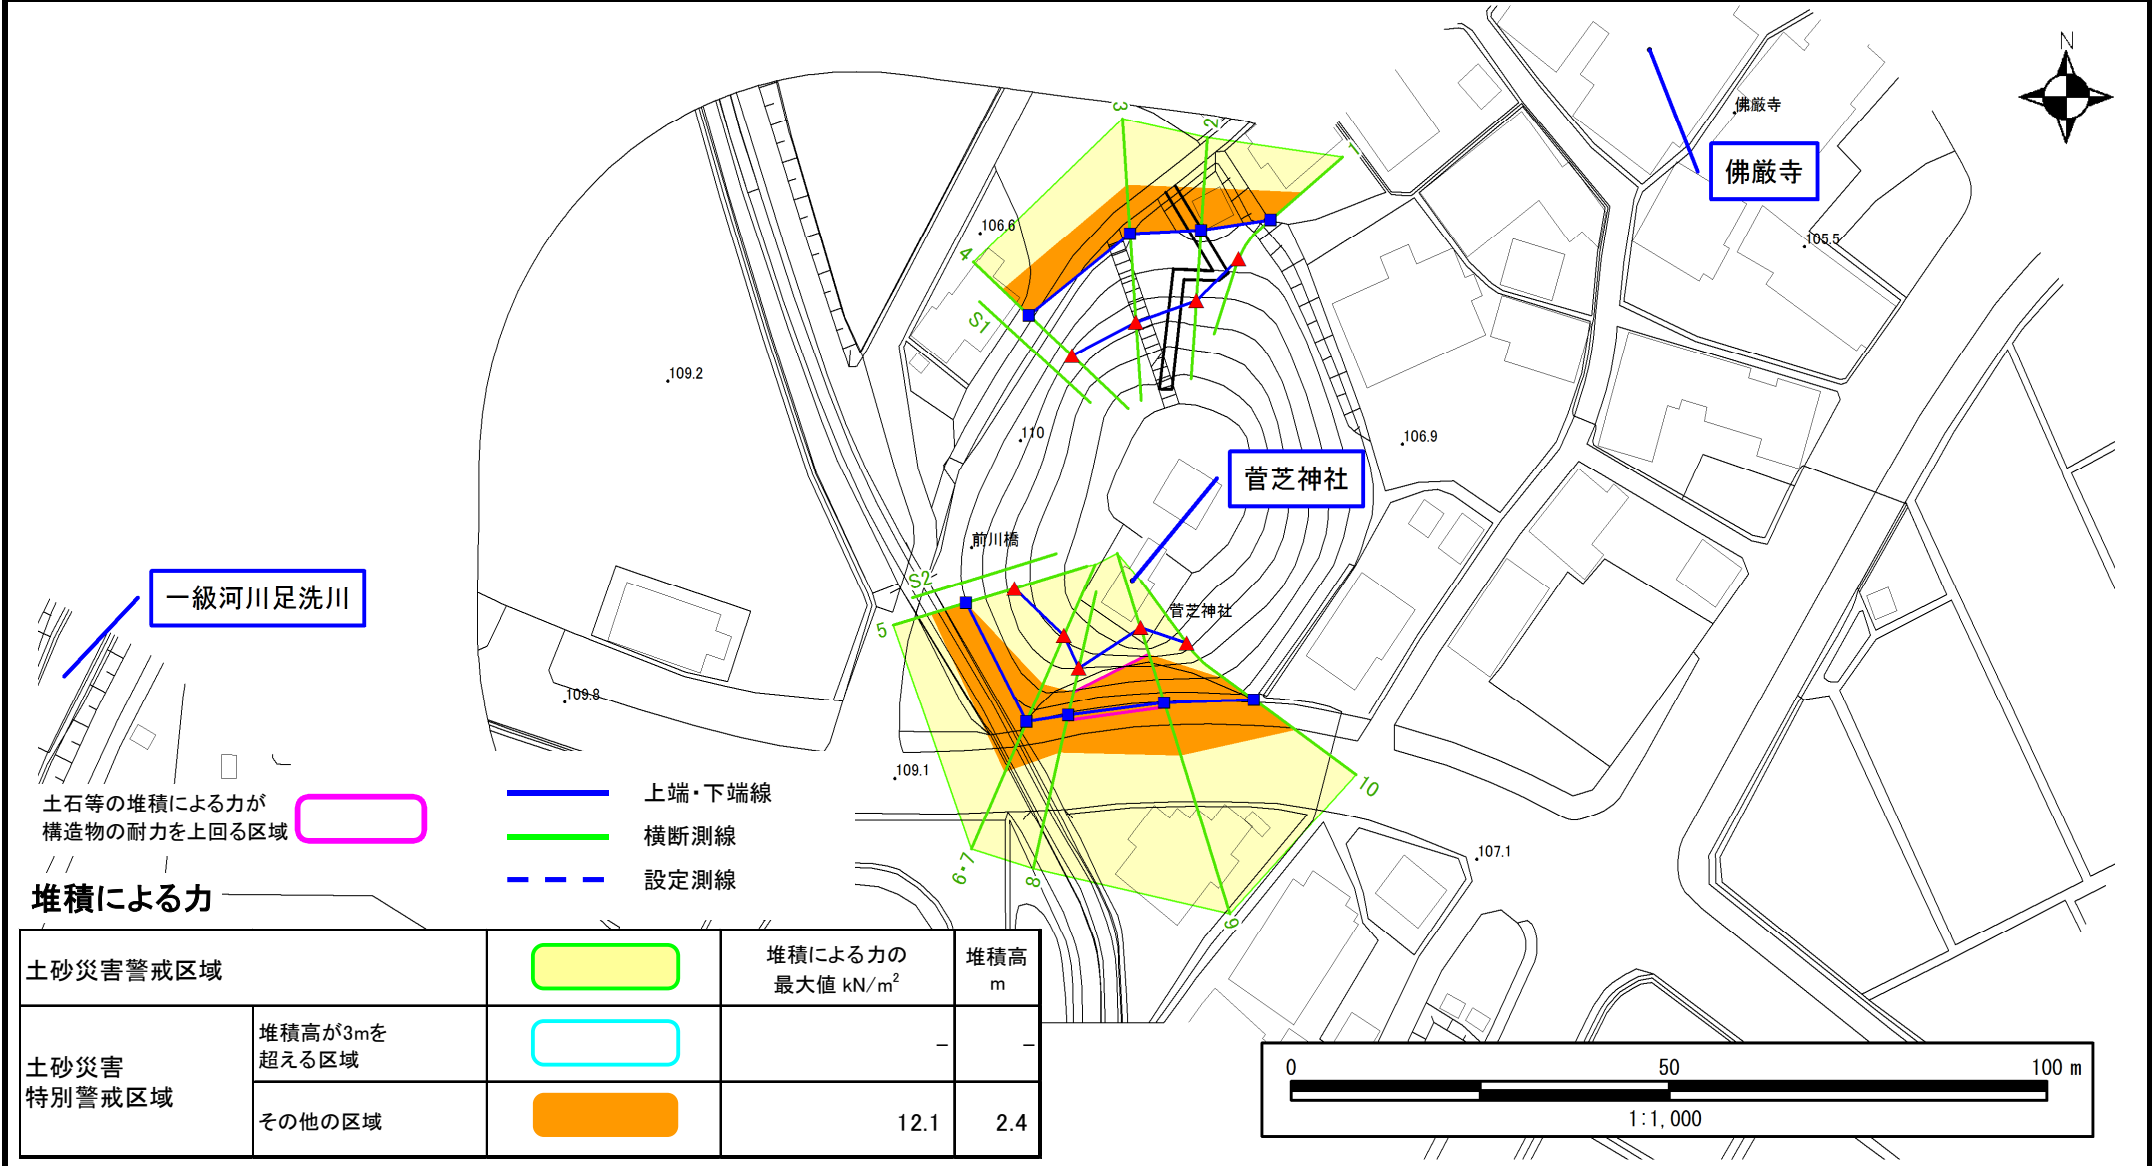 N
佛厳寺
佛厳寺
3
2
1
106.6
4
105.5
S1
109.2
110
106.9
菅芝神社
前川橋
S2
一級河川足洗川
菅芝神社
5
109.8
109.1
10
土石等の堆積による力が
構造物の耐力を上回る区域
上端・下端線
横断測線
設定測線
107.1
6・7
8
9
堆積による力
土砂災害警戒区域
堆積による力の
最大値 kN/m²
堆積高
m
土砂災害
特別警戒区域
堆積高が3mを
超える区域
－
－
その他の区域
12.1
2.4
0
50
100 m
1:1,000